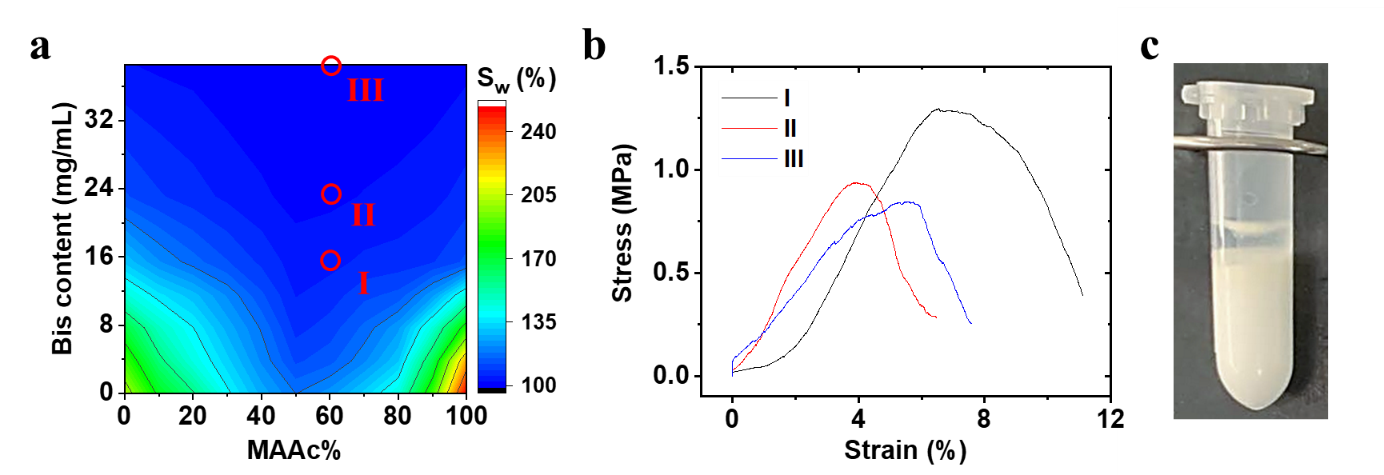 a
Bis content (mg/mL)
32
24
16
8
0
0 20 40 60 80 100
MAAc%
III
II
I
Sw (%)
240
205
170
135
100
b
Stress (MPa)
1.5
1.0
0.5
0.0
0 4 8 12
Strain (%)
I
II
III
c